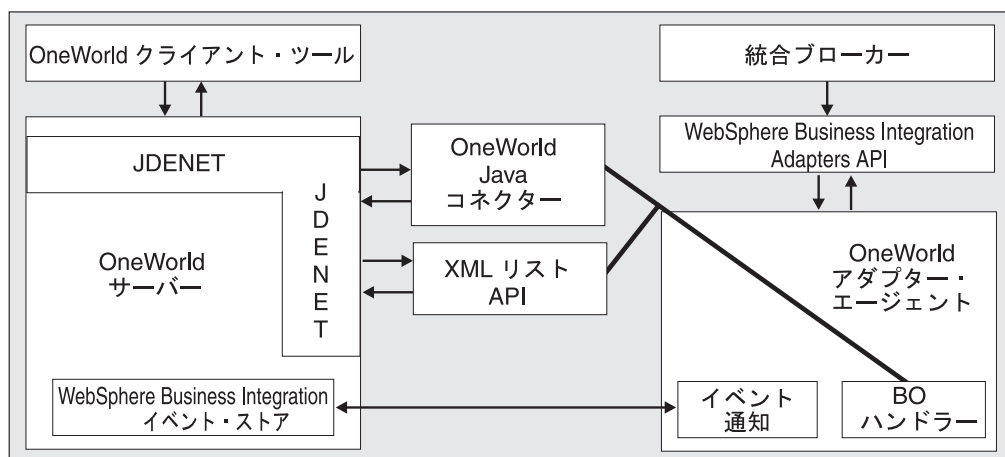 OneWorld クライアント・ツール
JDENET
J
D
E
N
E
T
OneWorld
サーバー
WebSphere Business Integration
イベント・ストア
OneWorld
Java
コネクター
XML リスト
API
統合ブローカー
WebSphere Business Integration
Adapters API
OneWorld
アダプター・
エージェント
イベント
通知
BO
ハンドラー